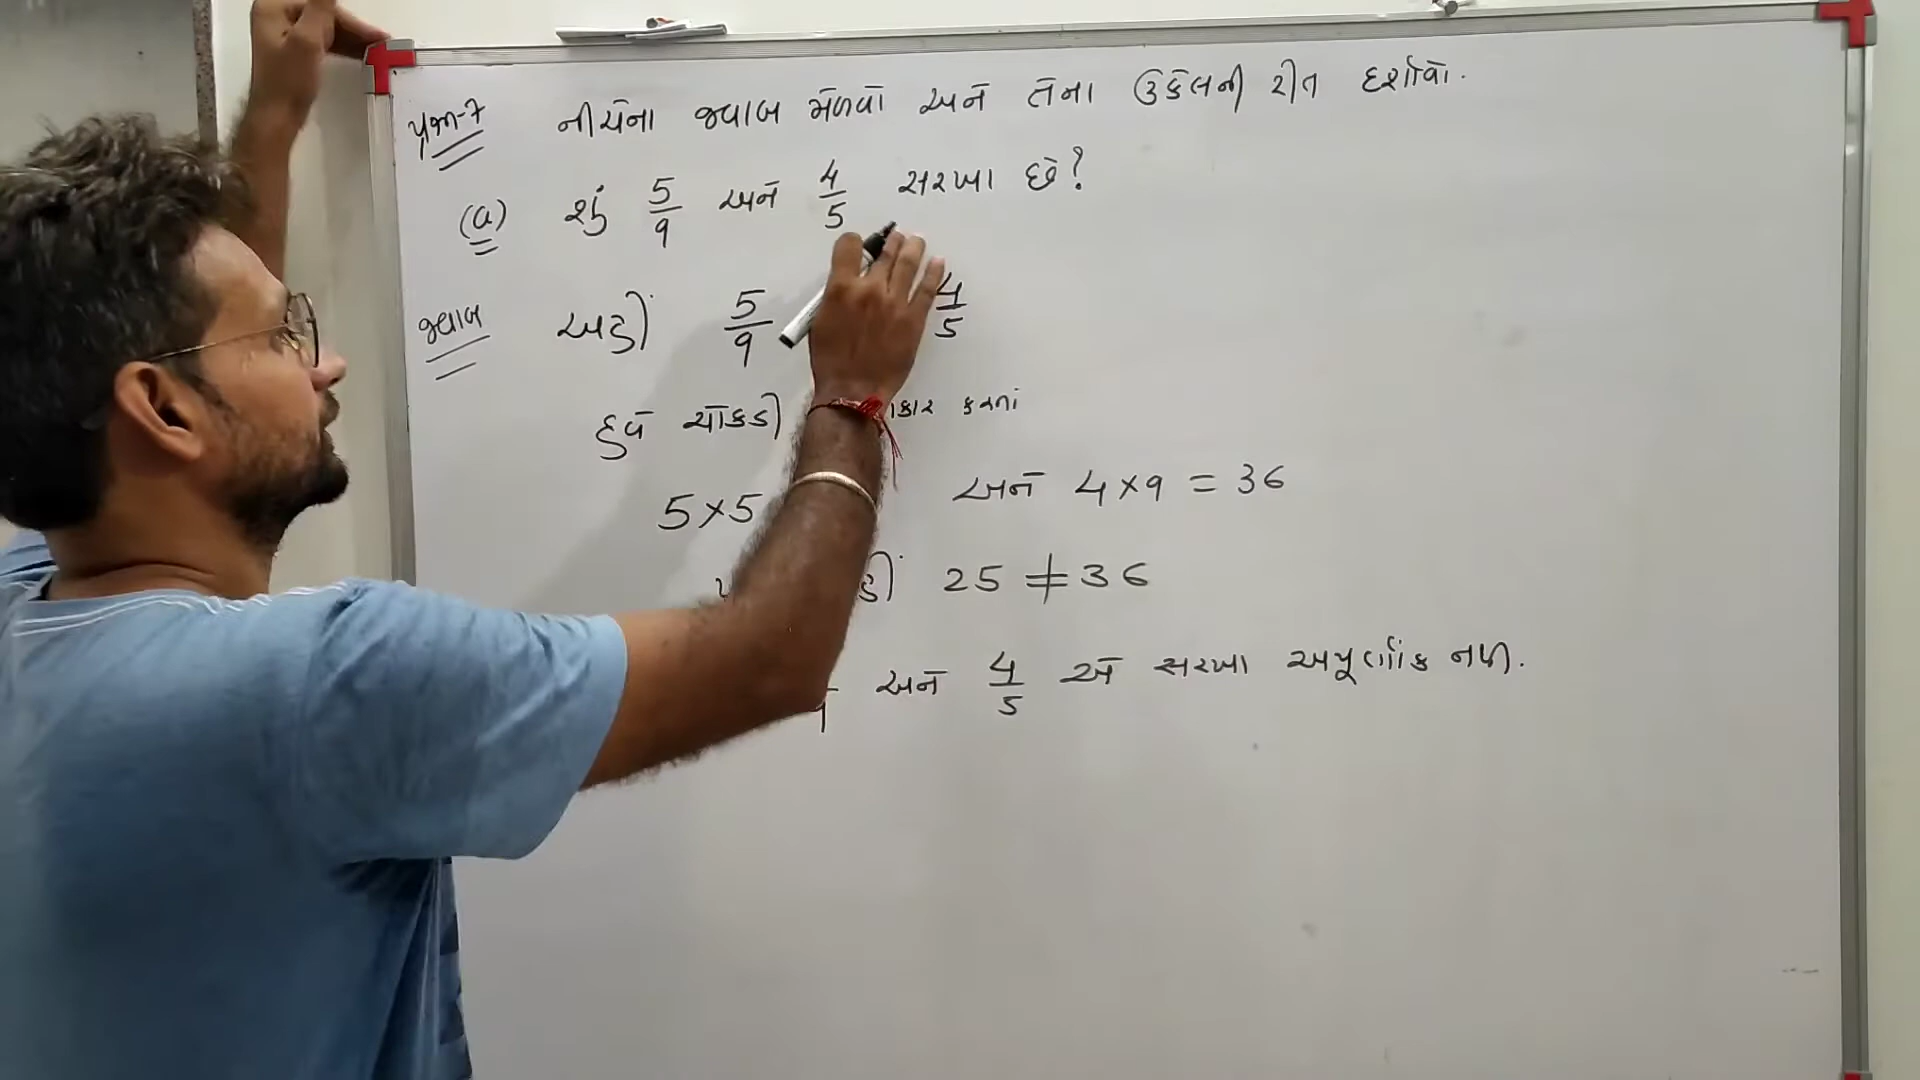 પ્રશ્ન-7 નીચેના જવાબ મેળવો અને તેના ઉકેલની રીત દર્શાવો.
(a) શું 5/9 અને 4/5 સરખા છે?
જવાબ અહીં 5/9 4/5
હવે ચોકડી કરતાં
5×5 અને 4×9 = 36
25 ≠ 36
અને 4/5 એ સરખા અપૂર્ણાંક નથી.